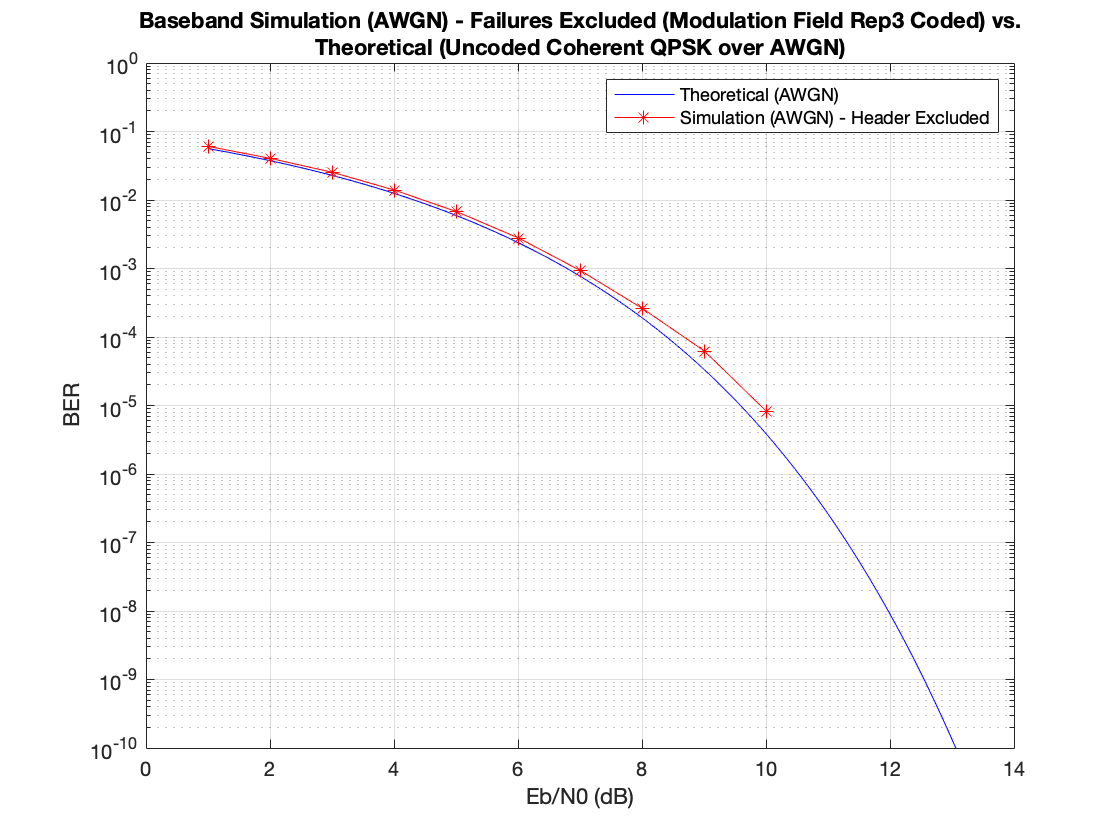 Baseband Simulation (AWGN) - Failures Excluded (Modulation Field Rep3 Coded) vs.
Theoretical (Uncoded Coherent QPSK over AWGN)
Theoretical (AWGN)
Simulation (AWGN) - Header Excluded
BER
10^0
10^-1
10^-2
10^-3
10^-4
10^-5
10^-6
10^-7
10^-8
10^-9
10^-10
0 2 4 6 8 10 12 14
Eb/N0 (dB)